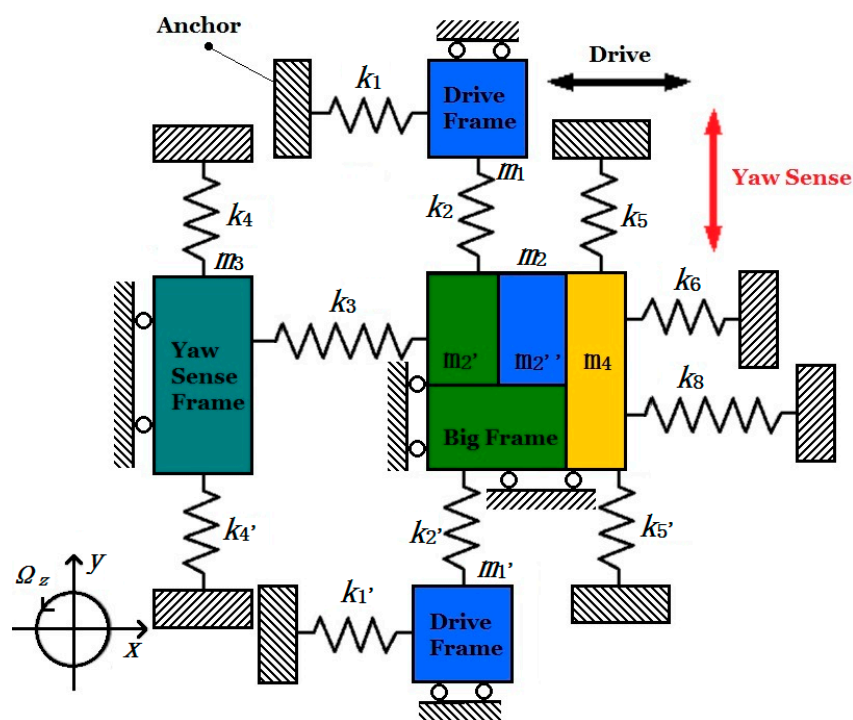 Anchor
k1
Drive
Frame
Drive
m1
k4
k2
k5
Yaw Sense
m3
m2
k6
k3
Yaw
Sense
Frame
m2'
m2''
m4
k8
Big Frame
k4'
k2'
k5'
Ωz
y
x
k1'
m1'
Drive
Frame